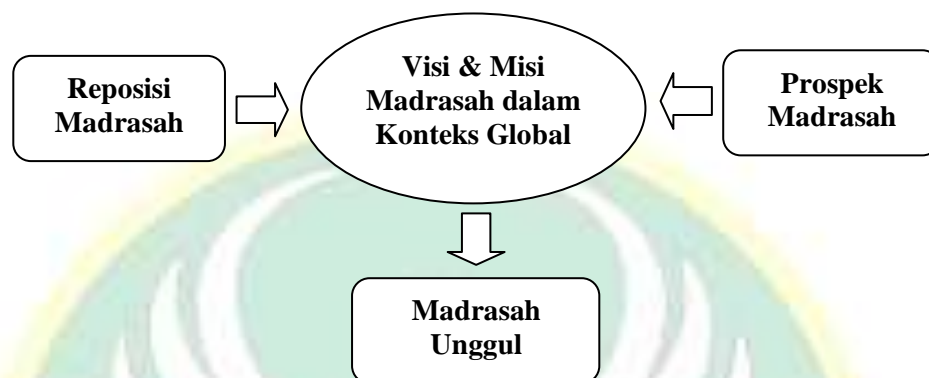 Reposisi
Madrasah
Visi & Misi
Madrasah dalam
Konteks Global
Prospek
Madrasah
Madrasah
Unggul